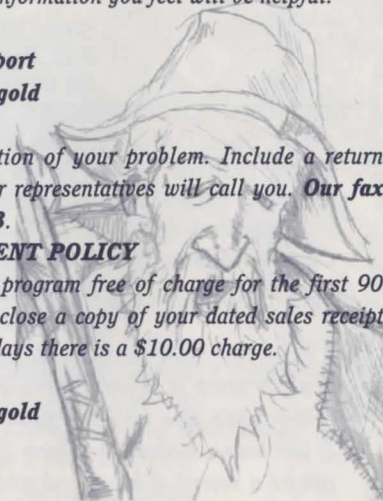 information you feel will be helpful.
port
gold
tion of your problem. Include a return
r representatives will call you. Our fax
3.
ENT POLICY
program free of charge for the first 90
close a copy of your dated sales receipt
days there is a $10.00 charge.
gold